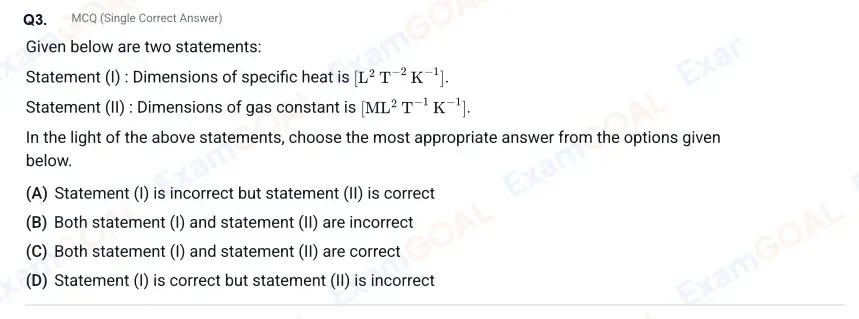 Q3. MCQ (Single Correct Answer)
Given below are two statements:
Statement (I) : Dimensions of specific heat is [L² T⁻² K⁻¹].
Statement (II) : Dimensions of gas constant is [ML² T⁻¹ K⁻¹].
In the light of the above statements, choose the most appropriate answer from the options given
below.
(A) Statement (I) is incorrect but statement (II) is correct
(B) Both statement (I) and statement (II) are incorrect
(C) Both statement (I) and statement (II) are correct
(D) Statement (I) is correct but statement (II) is incorrect
ExamGOAL